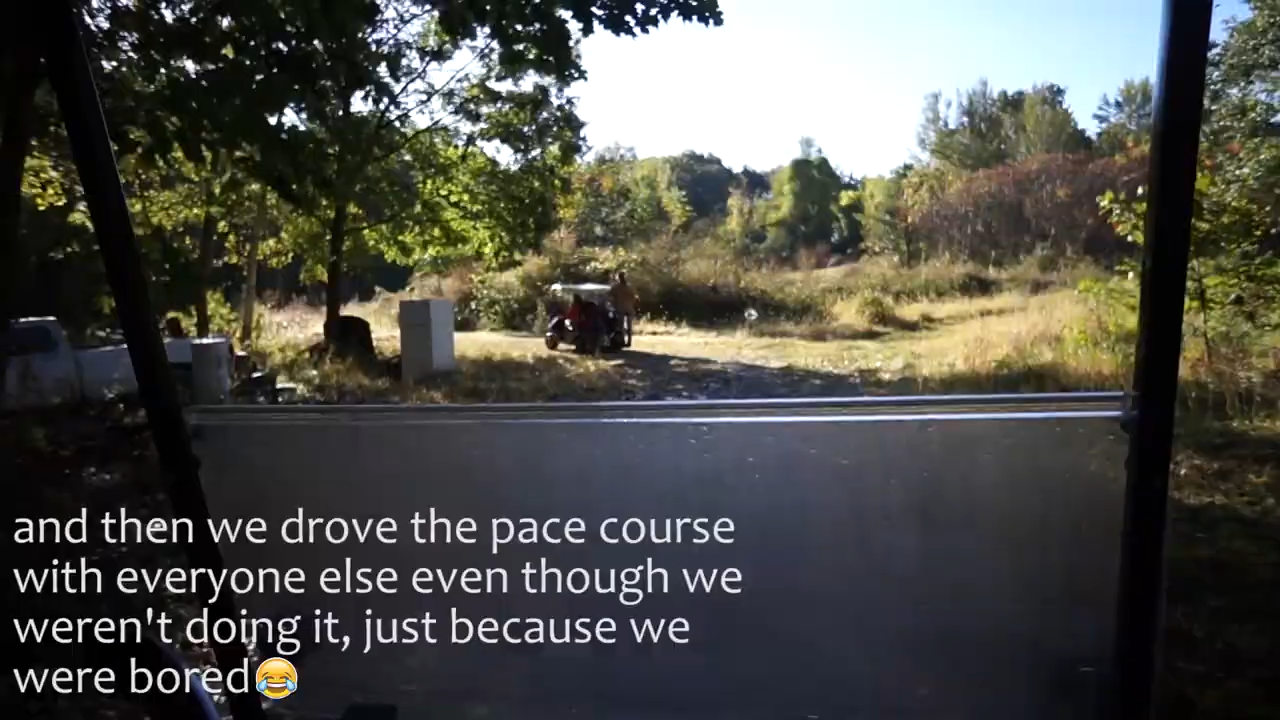 and then we drove the pace course
with everyone else even though we
weren't doing it, just because we
were bored😂